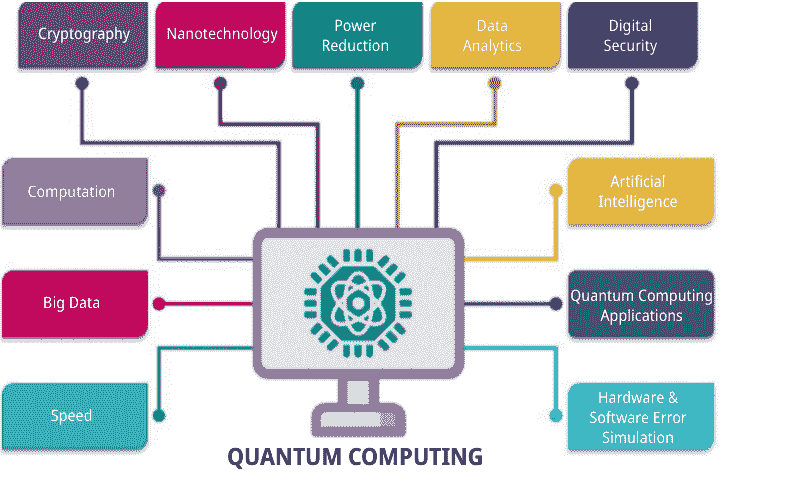 Cryptography
Nanotechnology
Power
Reduction
Data
Analytics
Digital
Security
Computation
Artificial
Intelligence
Big Data
Quantum Computing
Applications
Speed
Hardware &
Software Error
Simulation
QUANTUM COMPUTING